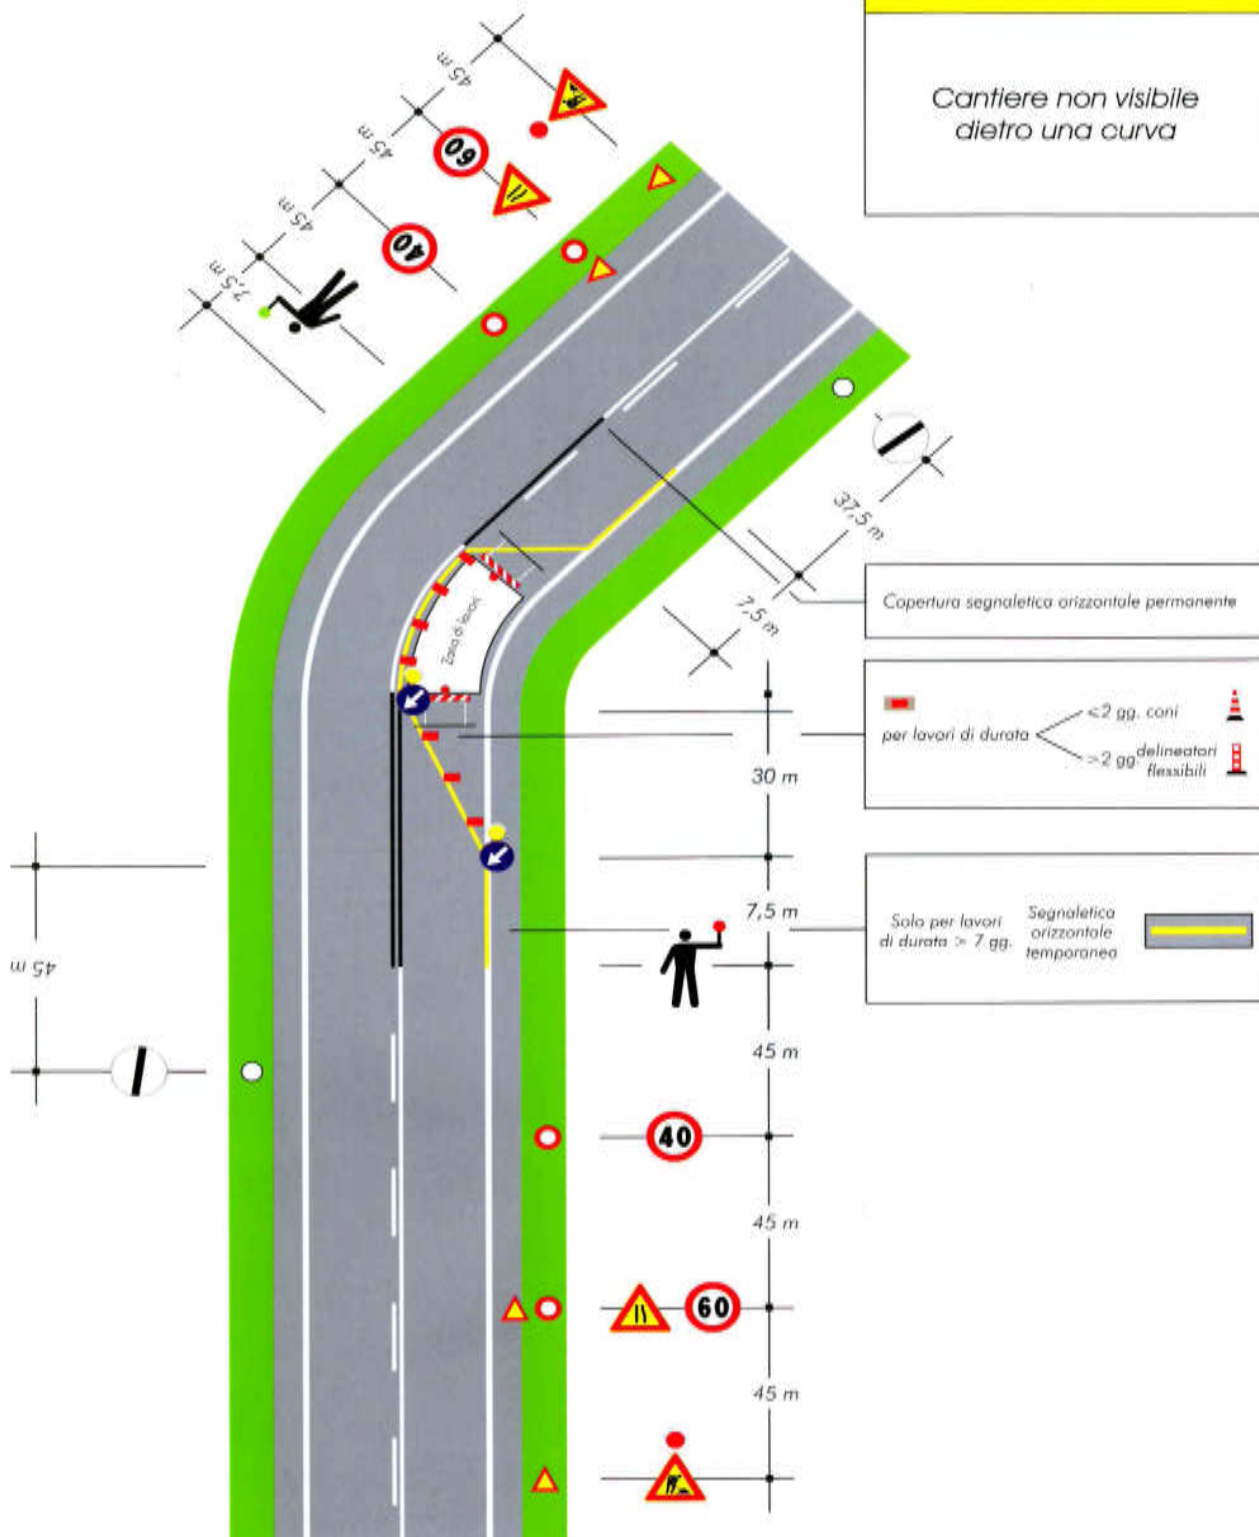 Cantiere non visibile
dietro una curva
45 m
45 m
45 m
7,5 m
60
40
37,5 m
7,5 m
Copertura segnaletica orizzontale permanente
Zona di lavoro
per lavori di durata
<2 gg. coni
>2 gg. delineatori
flessibili
30 m
7,5 m
Solo per lavori
di durata > 7 gg.
Segnaletica
orizzontale
temporanea
45 m
45 m
40
45 m
60
45 m